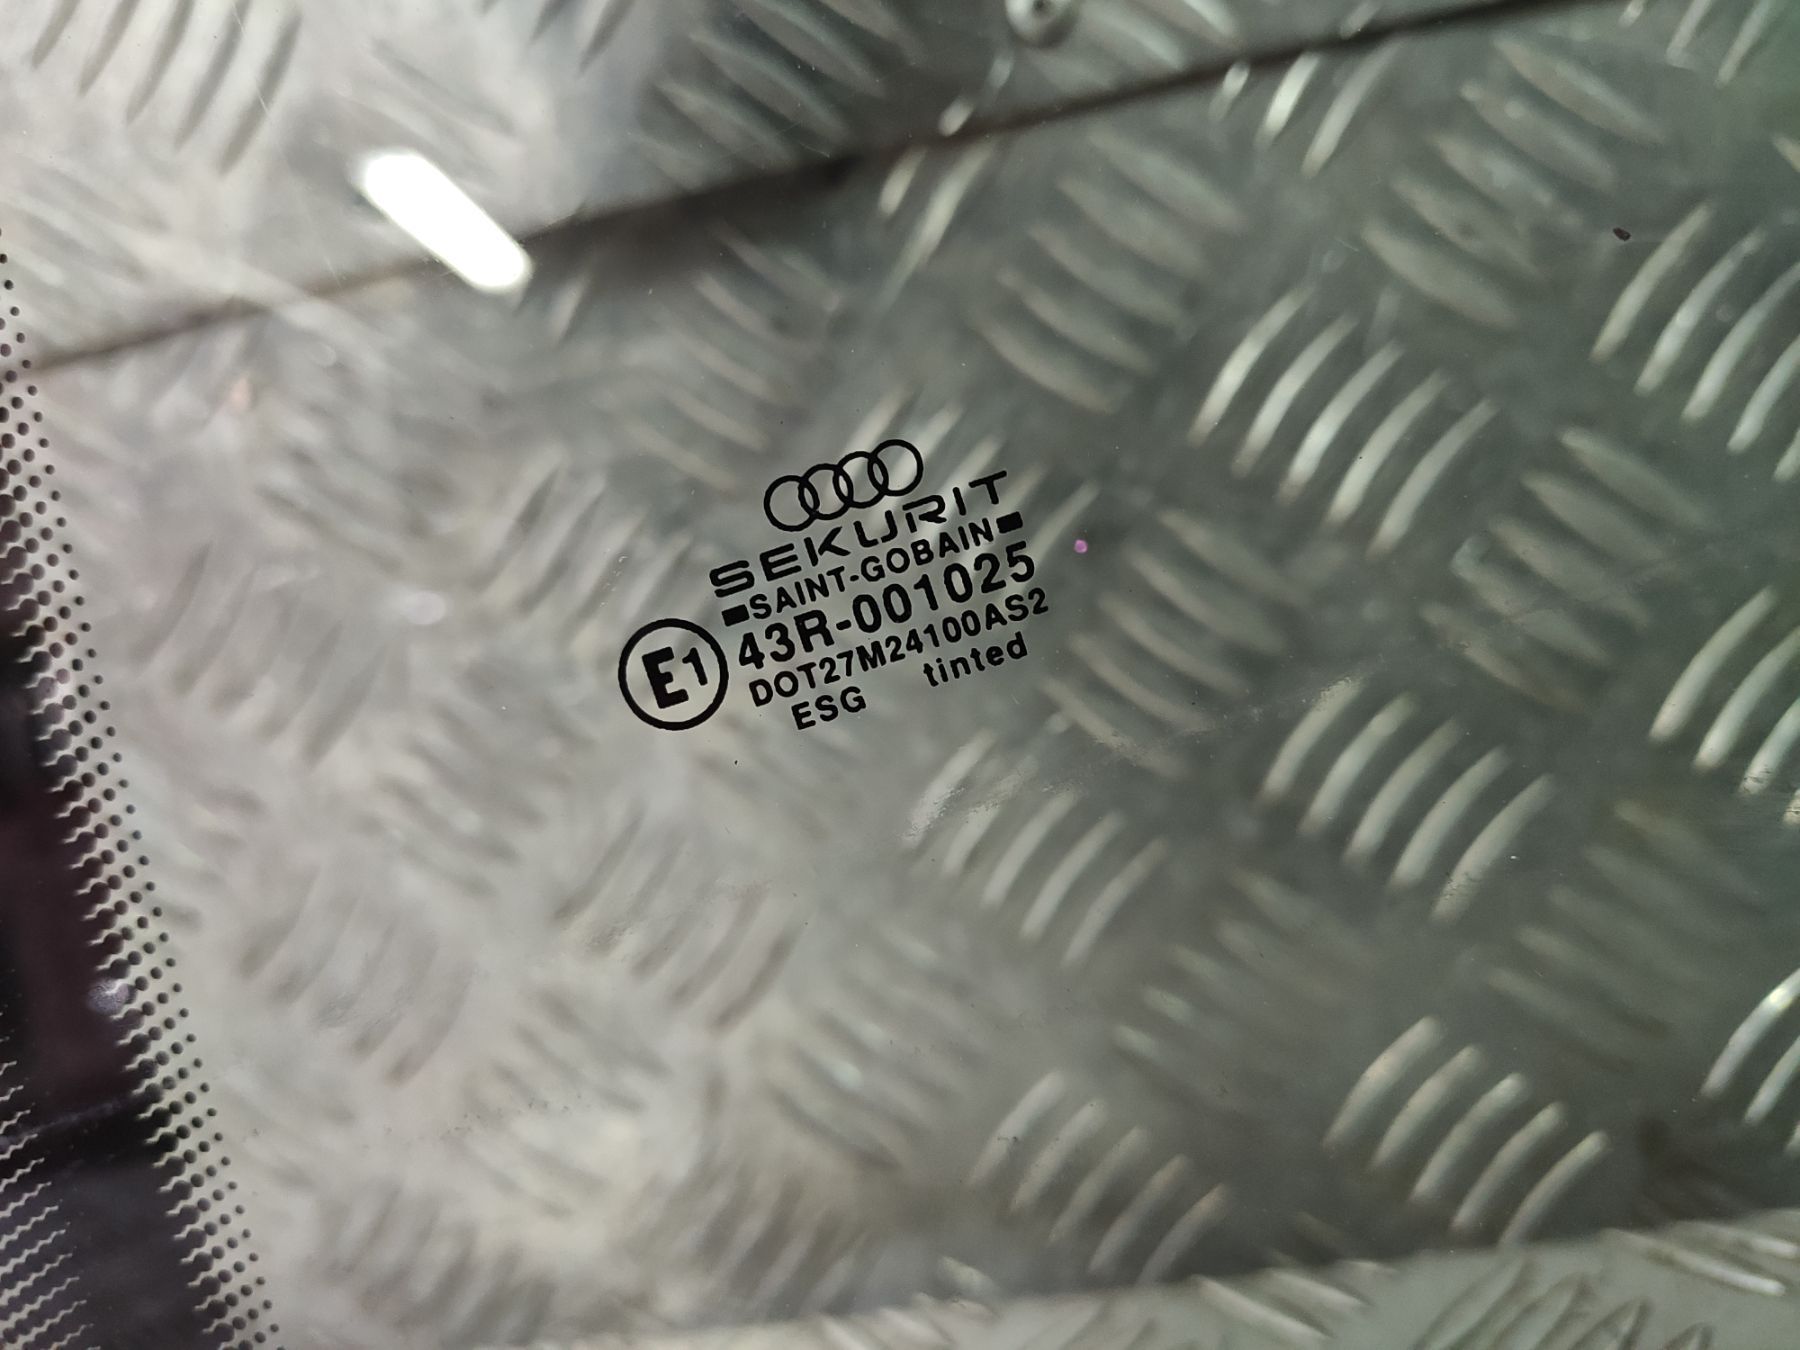 SEKURIT
SAINT-GOBAIN
E1 43R-001025
DOT27M24100AS2
ESG tinted